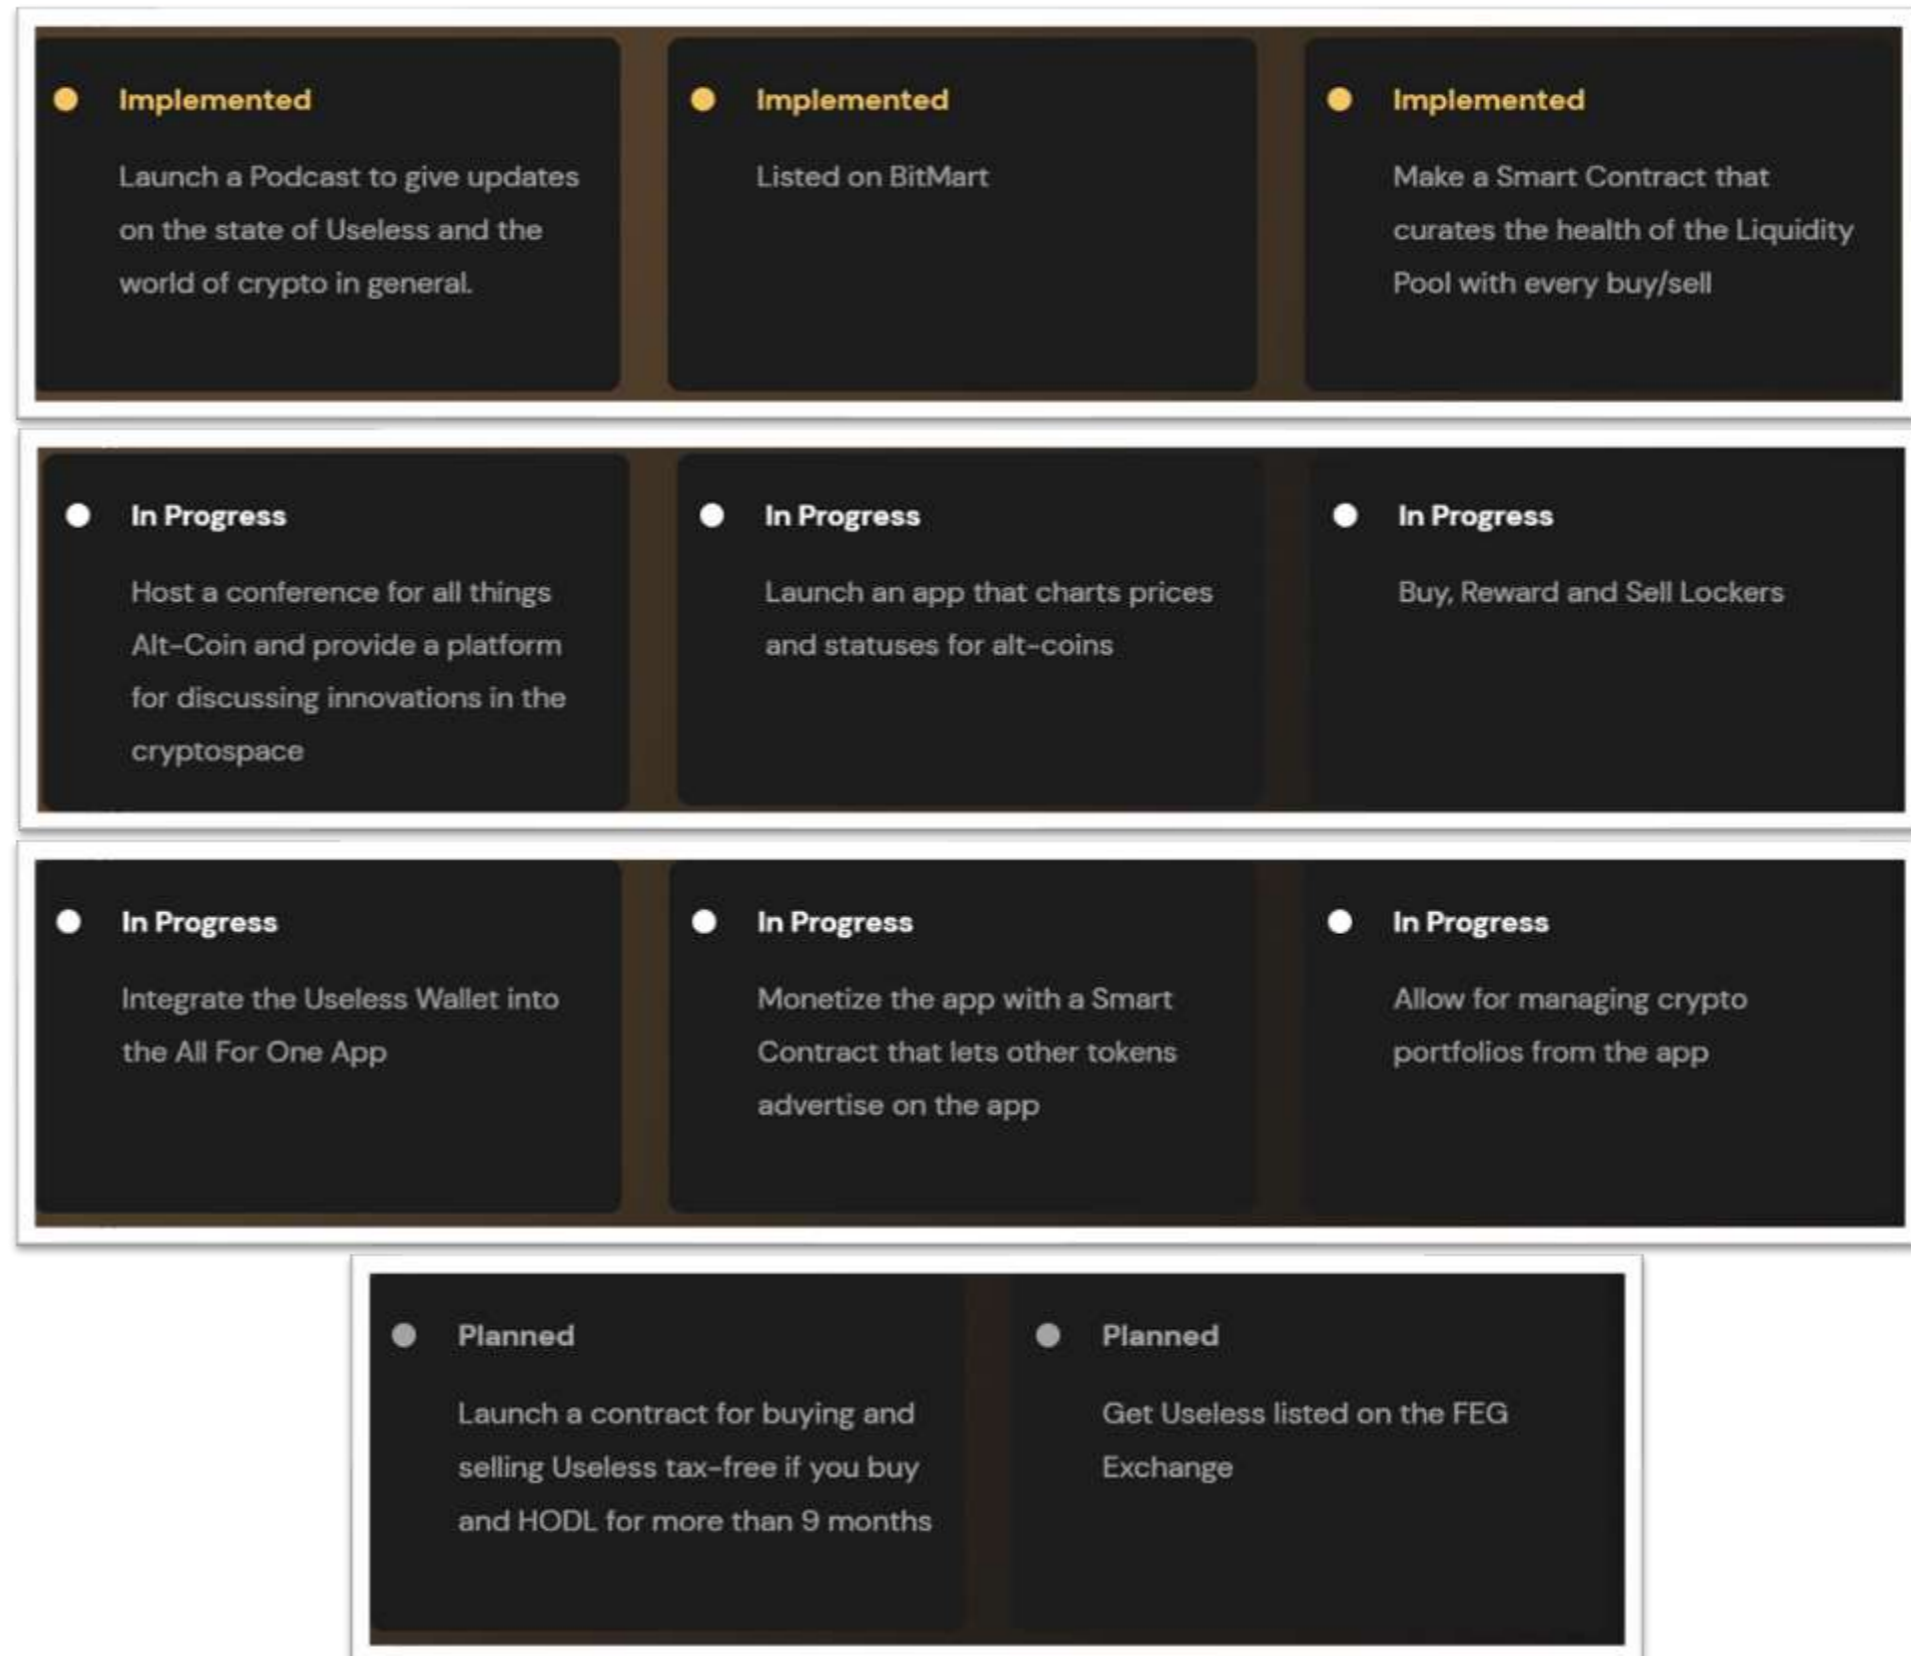 Implemented
Launch a Podcast to give updates
on the state of Useless and the
world of crypto in general.
Implemented
Listed on BitMart
Implemented
Make a Smart Contract that
curates the health of the Liquidity
Pool with every buy/sell
In Progress
Host a conference for all things
Alt-Coin and provide a platform
for discussing innovations in the
cryptospace
In Progress
Launch an app that charts prices
and statuses for alt-coins
In Progress
Buy, Reward and Sell Lockers
In Progress
Integrate the Useless Wallet into
the All For One App
In Progress
Monetize the app with a Smart
Contract that lets other tokens
advertise on the app
In Progress
Allow for managing crypto
portfolios from the app
Planned
Launch a contract for buying and
selling Useless tax-free if you buy
and HODL for more than 9 months
Planned
Get Useless listed on the FEG
Exchange